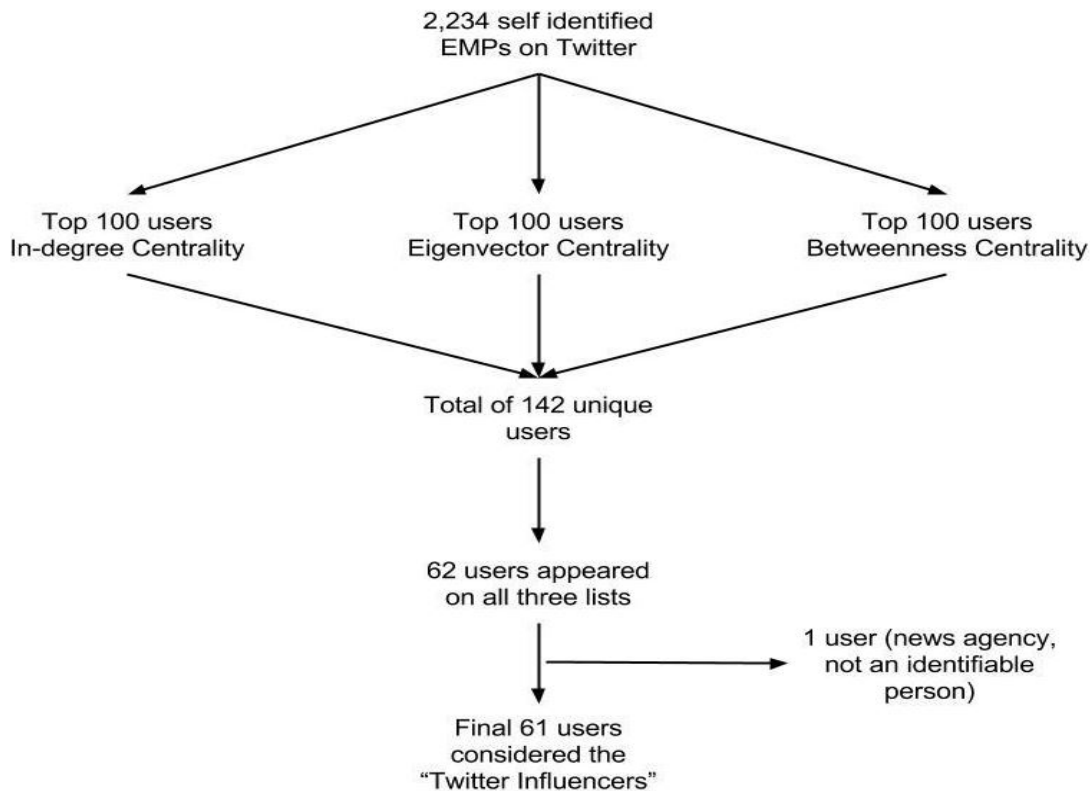 2,234 self identified
EMPs on Twitter
Top 100 users
In-degree Centrality
Top 100 users
Eigenvector Centrality
Top 100 users
Betweenness Centrality
Total of 142 unique
users
62 users appeared
on all three lists
1 user (news agency,
not an identifiable
person)
Final 61 users
considered the
“Twitter Influencers”